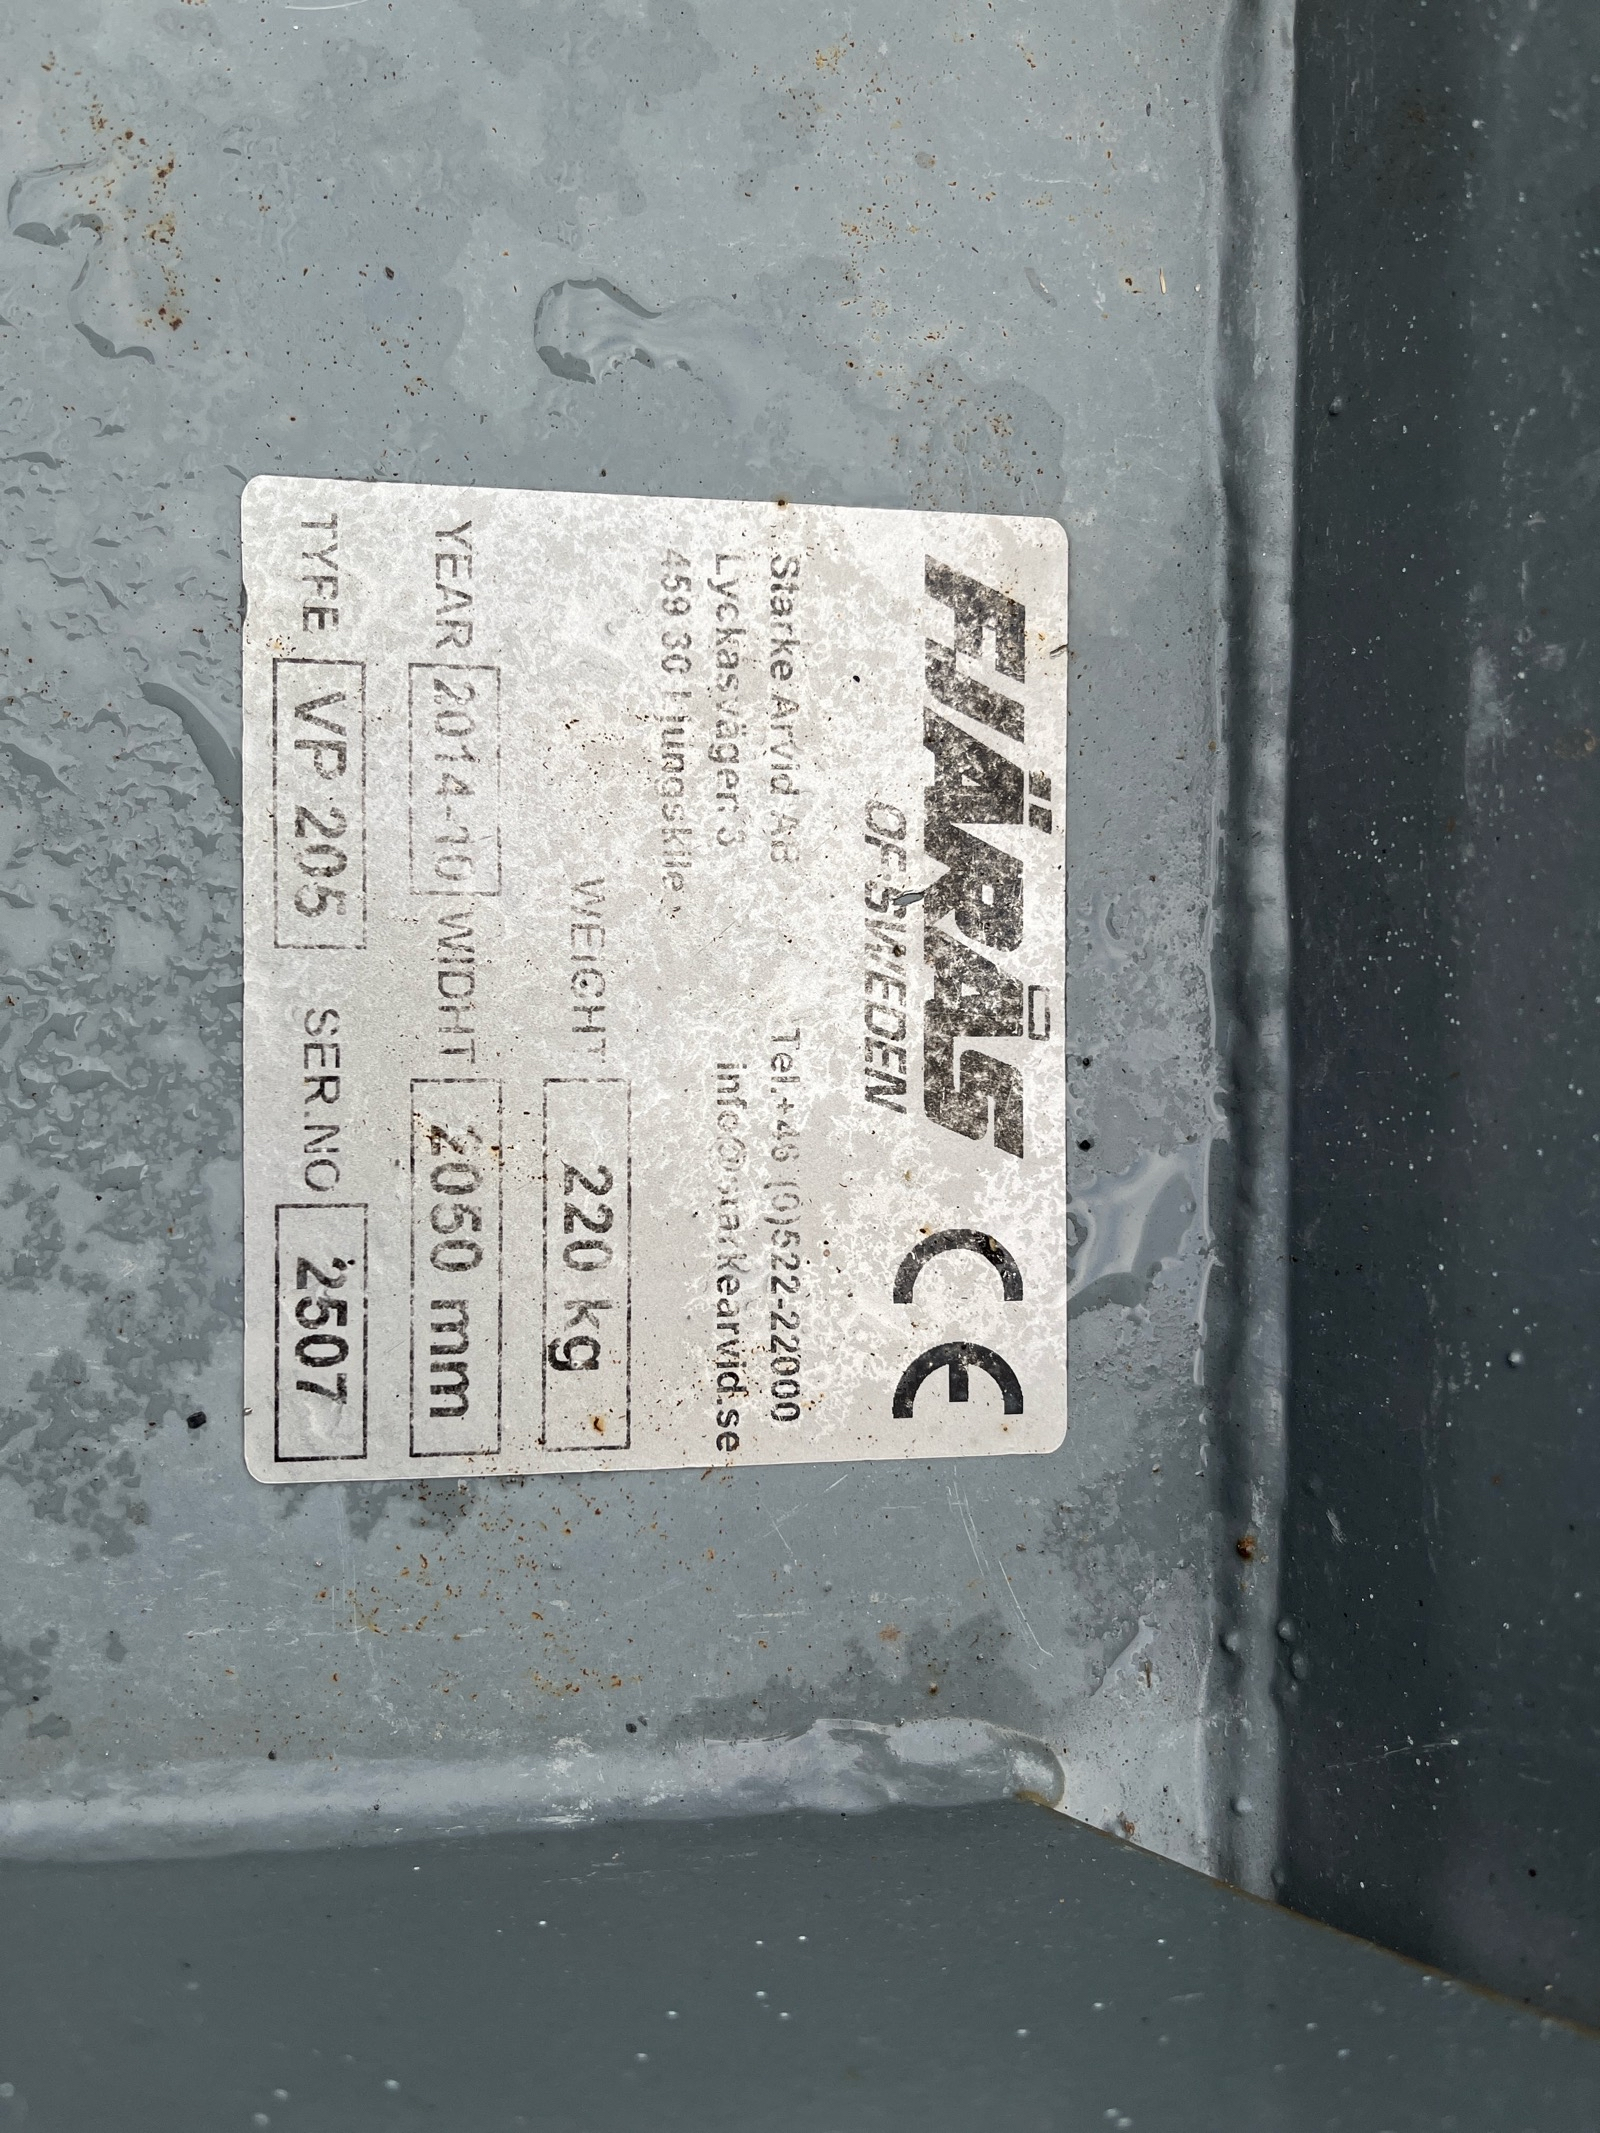 FJÄRÅS CE
OF SWEDEN
Starke Arvid AB Tel.+46 (0)522-22000
Lyckasvägen 3 info@starkearvid.se
459 30 Ljungskile
WEIGHT 220 kg
YEAR 2014-10 WIDHT 2050 mm
TYPE VP 205 SER.NO 2507